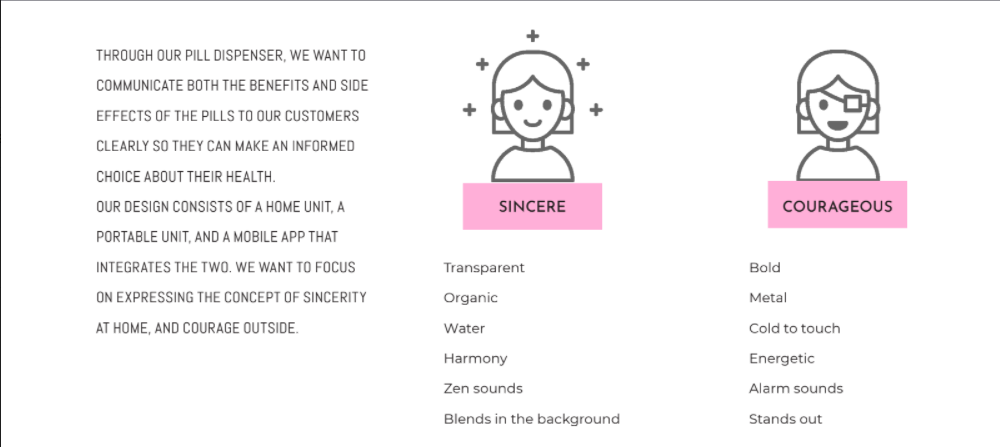 THROUGH OUR PILL DISPENSER, WE WANT TO
COMMUNICATE BOTH THE BENEFITS AND SIDE
EFFECTS OF THE PILLS TO OUR CUSTOMERS
CLEARLY SO THEY CAN MAKE AN INFORMED
CHOICE ABOUT THEIR HEALTH.
OUR DESIGN CONSISTS OF A HOME UNIT, A
PORTABLE UNIT, AND A MOBILE APP THAT
INTEGRATES THE TWO. WE WANT TO FOCUS
ON EXPRESSING THE CONCEPT OF SINCERITY
AT HOME, AND COURAGE OUTSIDE.
SINCERE
Transparent
Organic
Water
Harmony
Zen sounds
Blends in the background
COURAGEOUS
Bold
Metal
Cold to touch
Energetic
Alarm sounds
Stands out